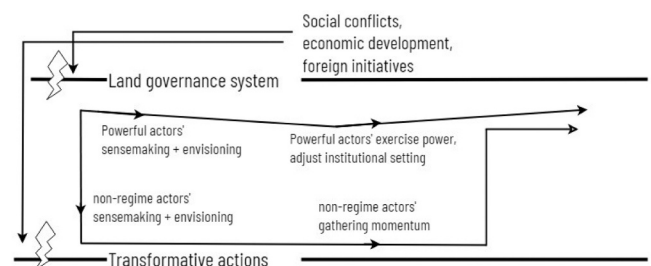 Social conflicts,
economic development,
foreign initiatives
Land governance system
Powerful actors'
sensemaking + envisioning
Powerful actors' exercise power,
adjust institutional setting
non-regime actors'
sensemaking + envisioning
non-regime actors'
gathering momentum
Transformative actions